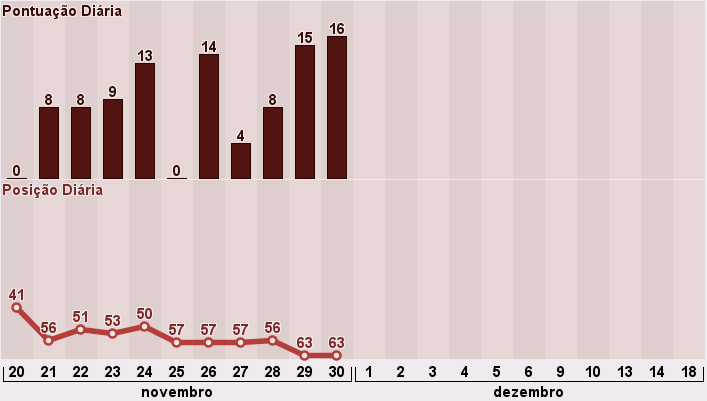 Pontuação Diária
0 8 8 9 13 0 14 4 8 15 16
Posição Diária
41 56 51 53 50 57 57 57 56 63 63
20 21 22 23 24 25 26 27 28 29 30 1 2 3 4 5 6 9 10 13 14 18
novembro dezembro